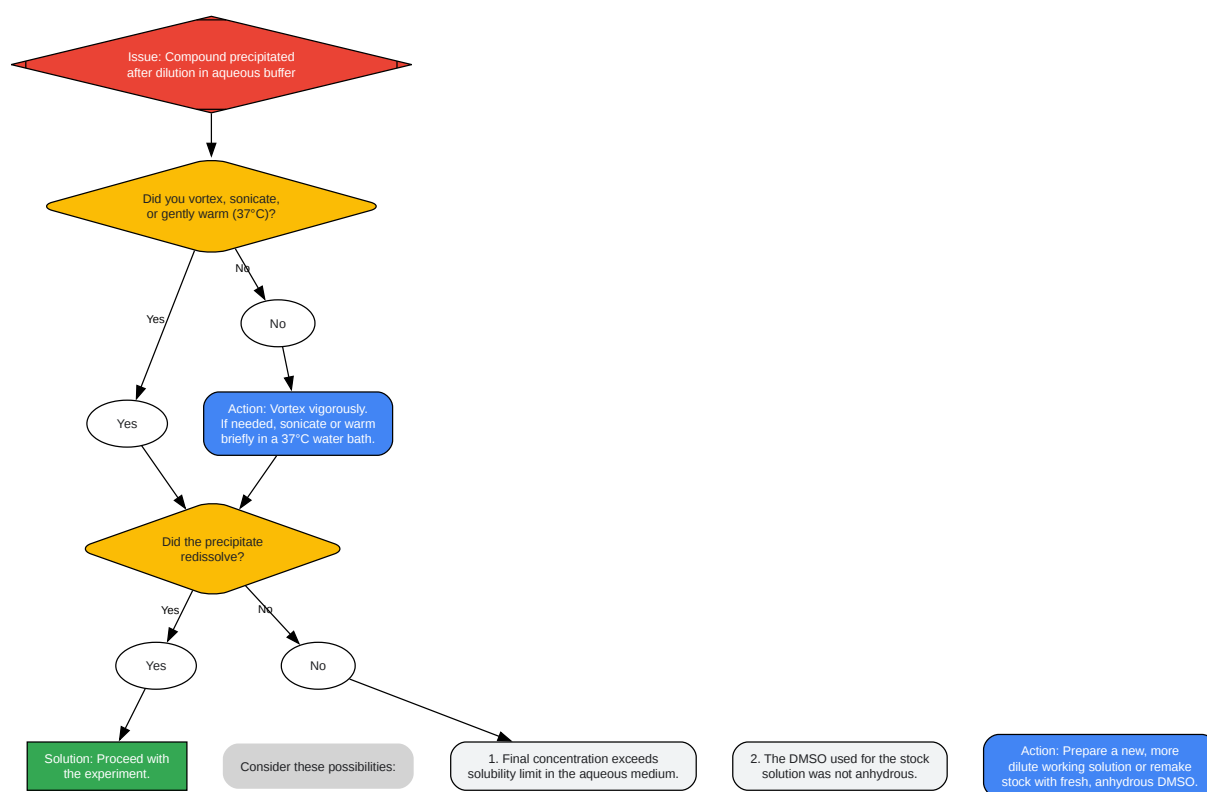 Issue: Compound precipitated
after dilution in aqueous buffer
Did you vortex, sonicate,
or gently warm (37°C)?
No
Yes
No
Yes
Action: Vortex vigorously.
If needed, sonicate or warm
briefly in a 37°C water bath.
Did the precipitate
redissolve?
Yes
No
Yes
No
Solution: Proceed with
the experiment.
Consider these possibilities:
1. Final concentration exceeds
solubility limit in the aqueous medium.
2. The DMSO used for the stock
solution was not anhydrous.
Action: Prepare a new, more
dilute working solution or remake
stock with fresh, anhydrous DMSO.